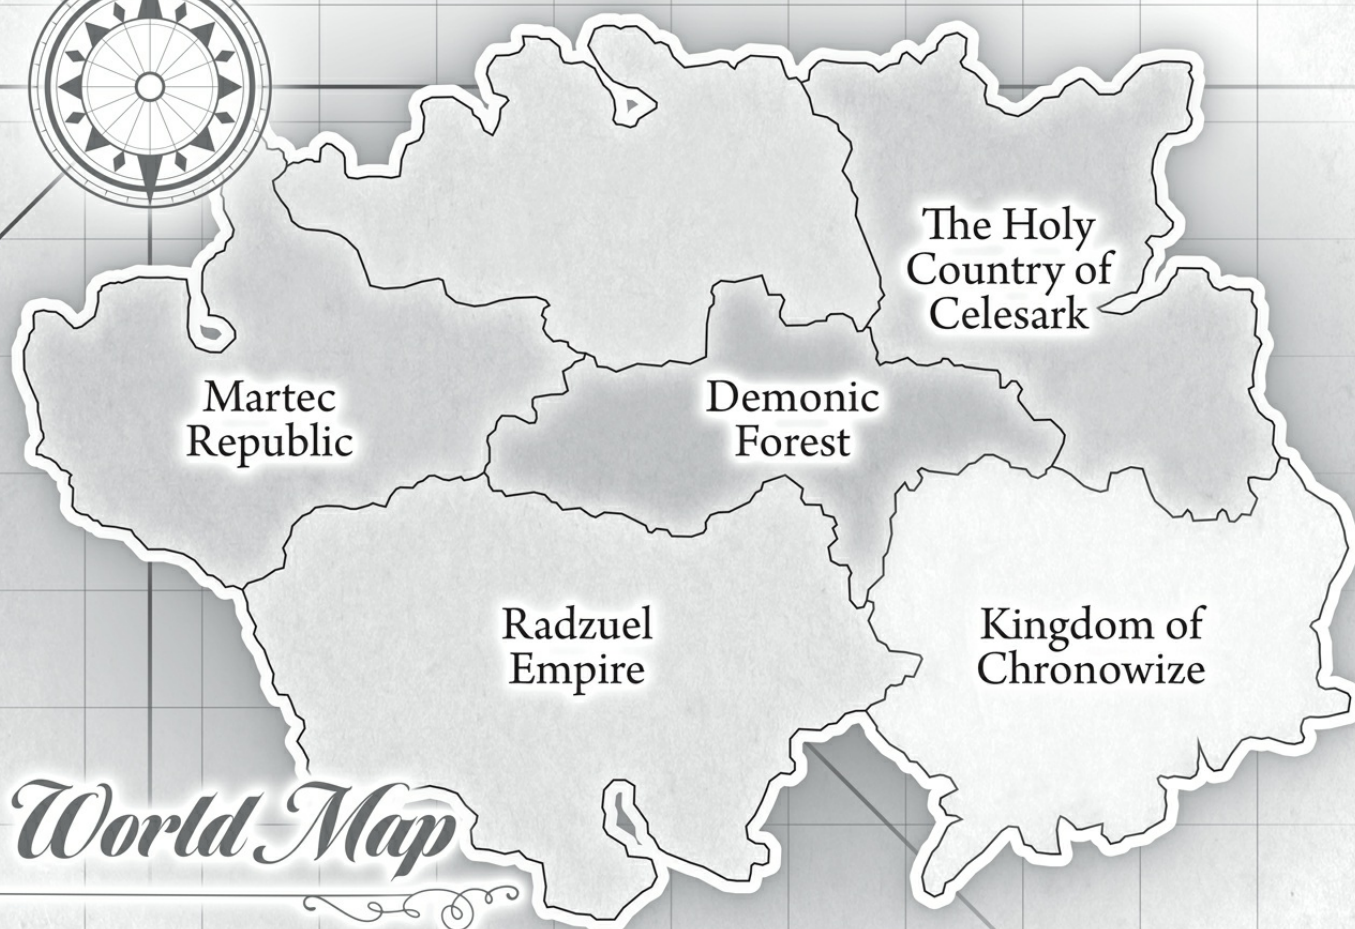 The Holy
Country of
Celesark
Martec
Republic
Demonic
Forest
Radzuel
Empire
Kingdom of
Chronowize
World Map